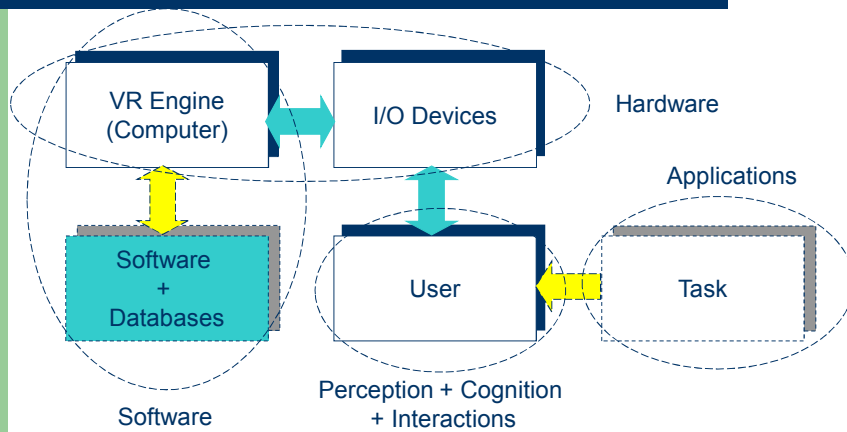 VR Engine
(Computer)
I/O Devices
Hardware
Applications
Software
+
Databases
User
Task
Perception + Cognition
+ Interactions
Software